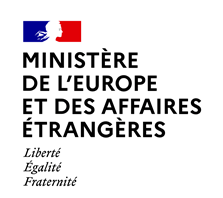 MINISTÈRE
DE L'EUROPE
ET DES AFFAIRES
ÉTRANGÈRES
Liberté
Égalité
Fraternité